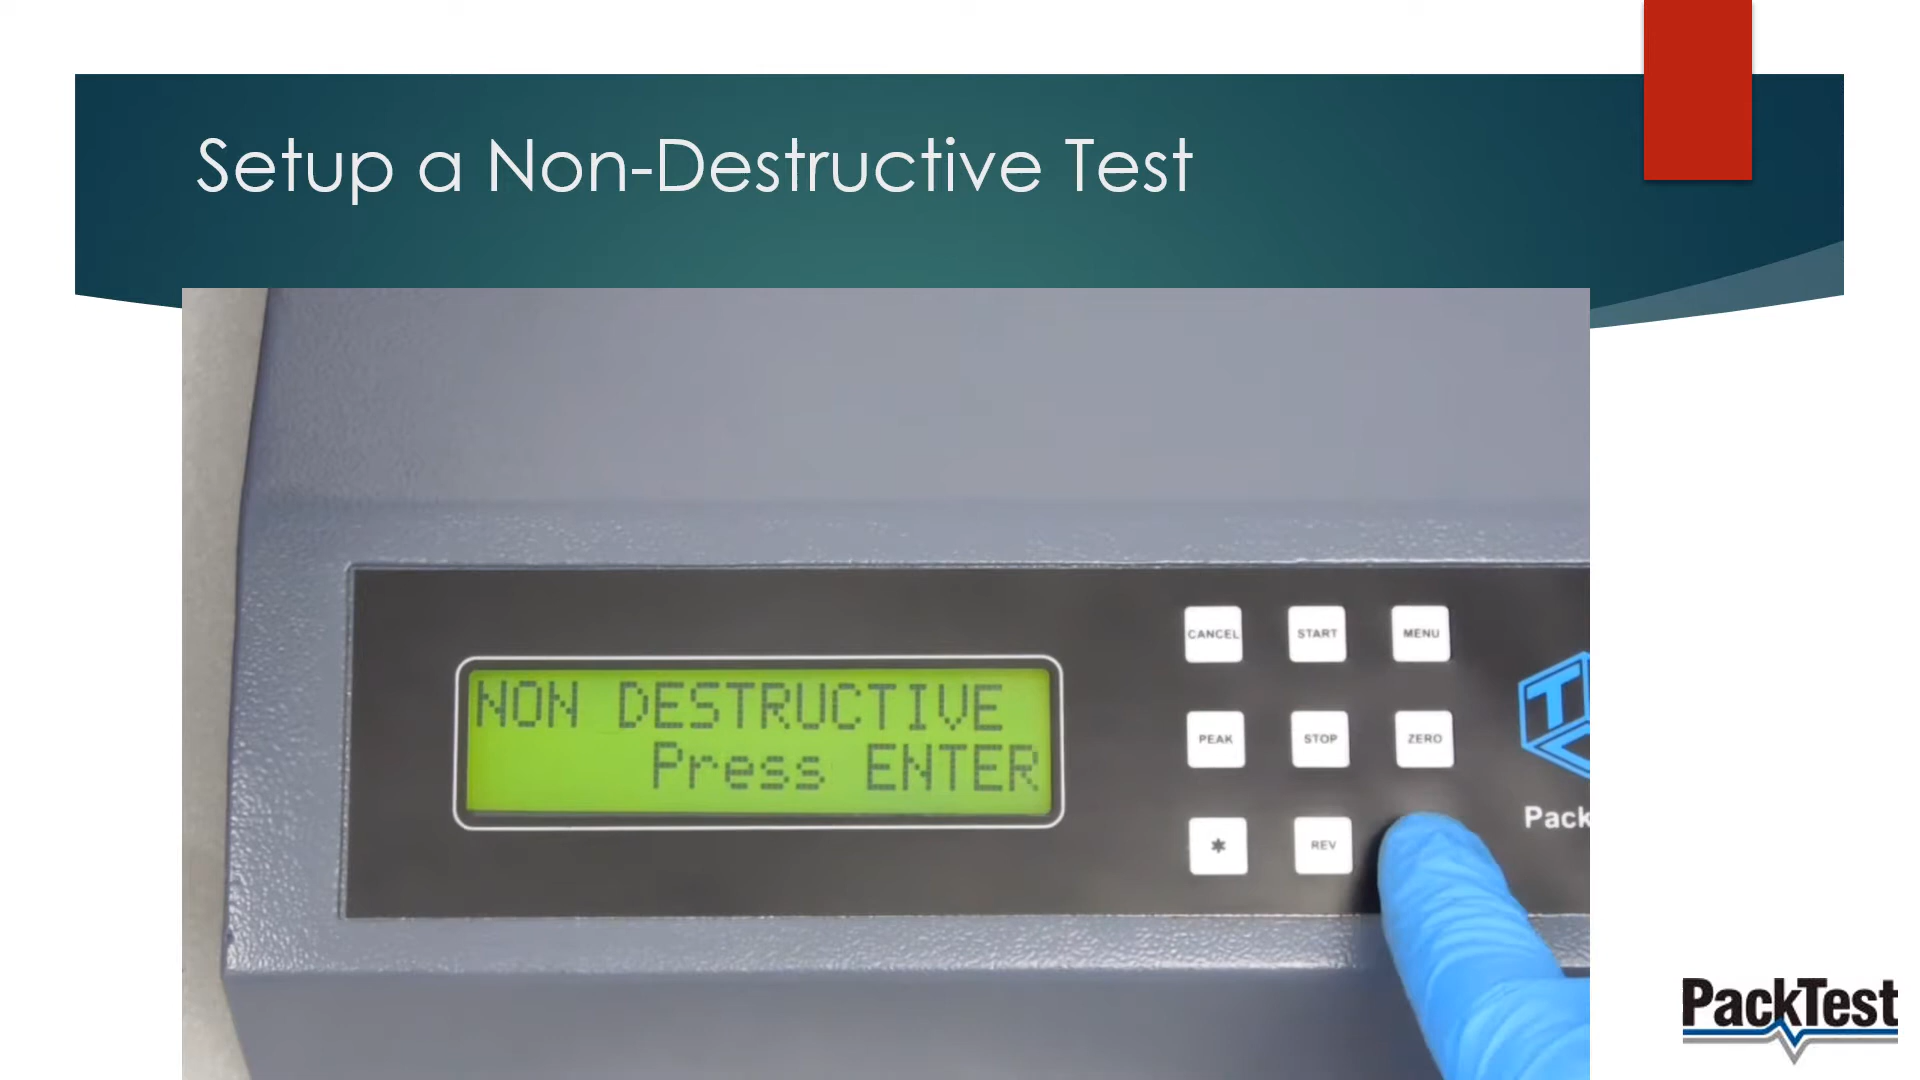 Setup a Non-Destructive Test
NON DESTRUCTIVE
Press ENTER
CANCEL START MENU
PEAK STOP ZERO
* REV
Pack
PackTest